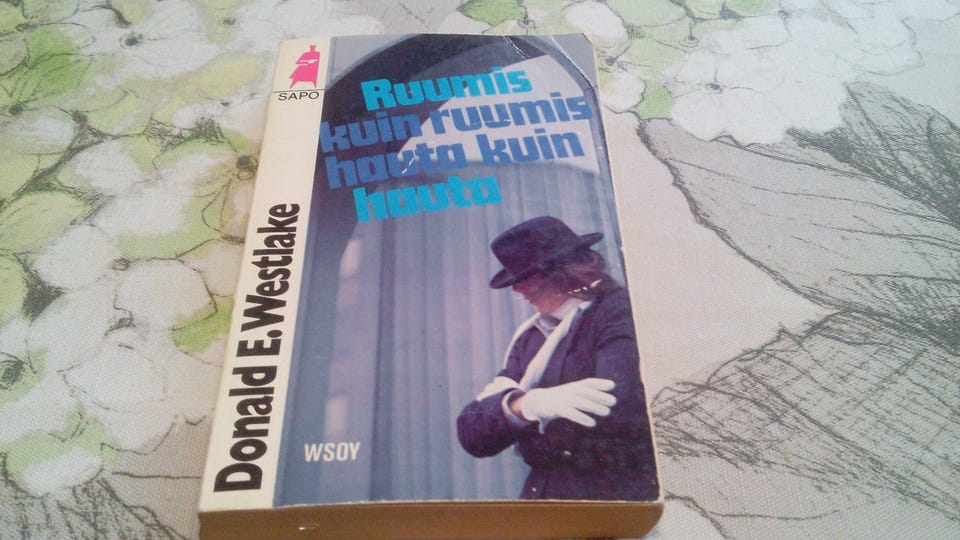 SAPO
Donald E. Westlake
Ruumis
kuin ruumis
hauta kuin
hauta
WSOY